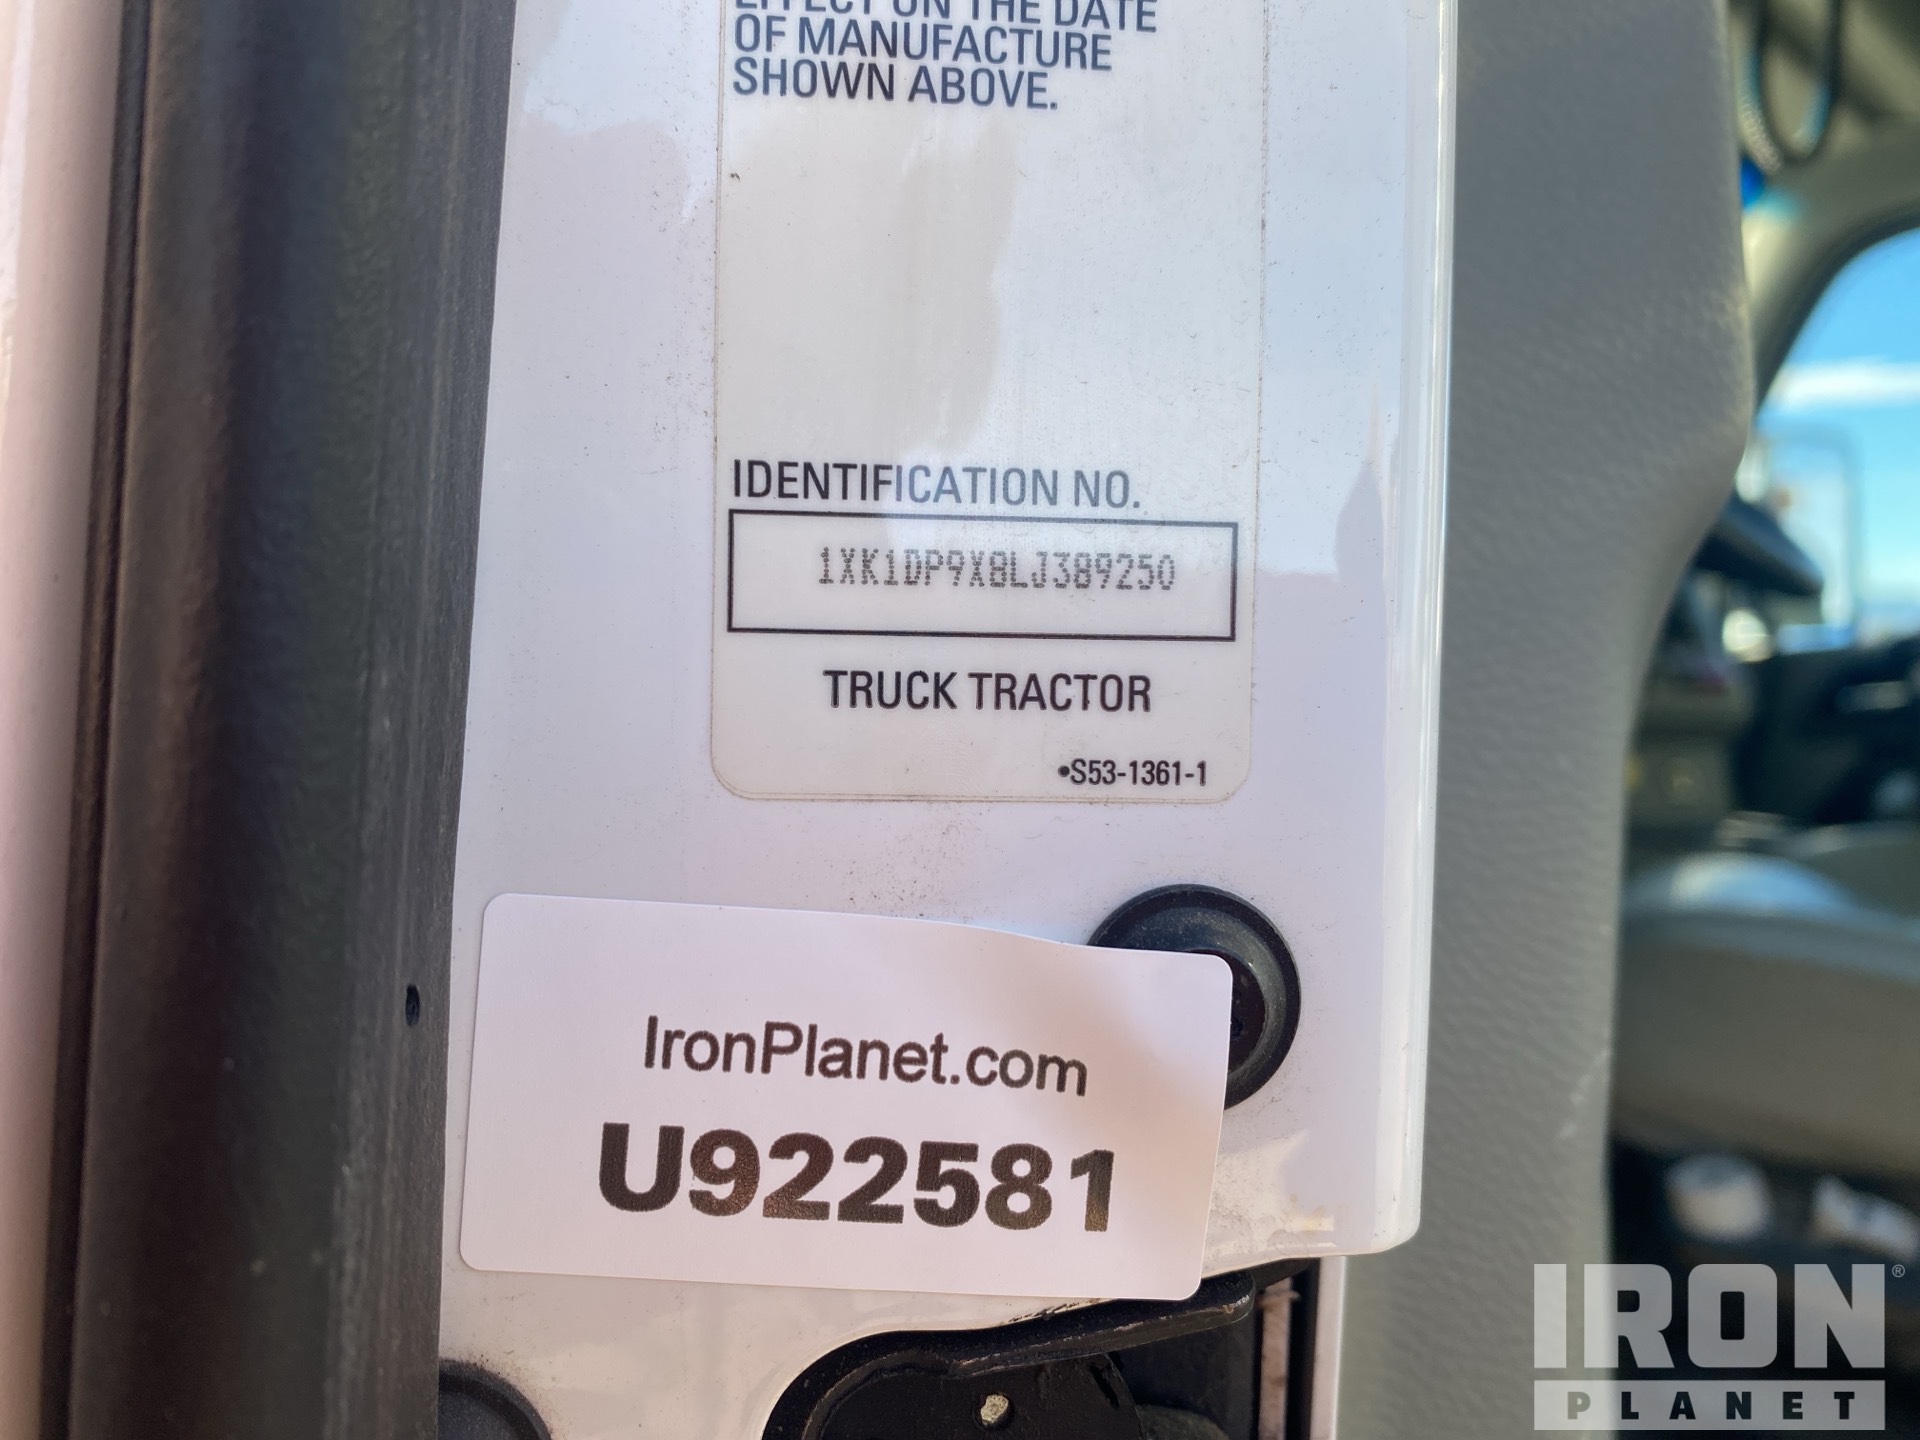 EFFECT ON THE DATE
OF MANUFACTURE
SHOWN ABOVE.
IDENTIFICATION NO.
1XK1DP9X8LJ389250
TRUCK TRACTOR
•S53-1361-1
IronPlanet.com
U922581
IRON®
PLANET